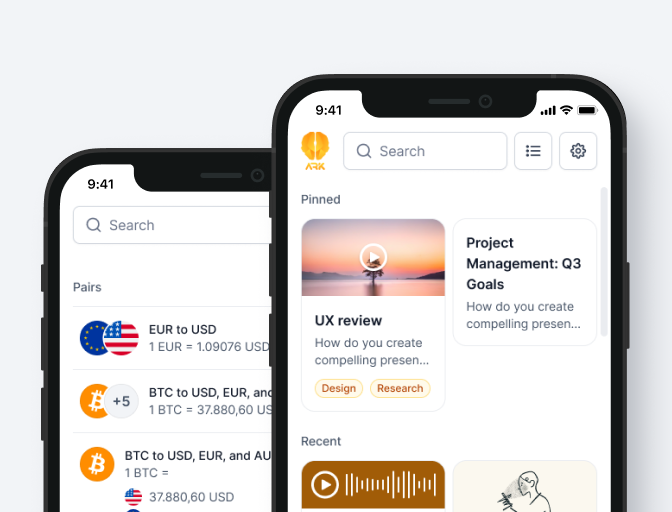 9:41
Search
Pairs
EUR to USD
1 EUR = 1.09076 USD
+5
BTC to USD, EUR, and
1 BTC = 37.880,60 US
BTC to USD, EUR, and AU
1 BTC =
37.880,60 USD
9:41
ARK
Search
Pinned
UX review
How do you create
compelling presen...
Design
Research
Project
Management: Q3
Goals
How do you create
compelling presen...
Recent